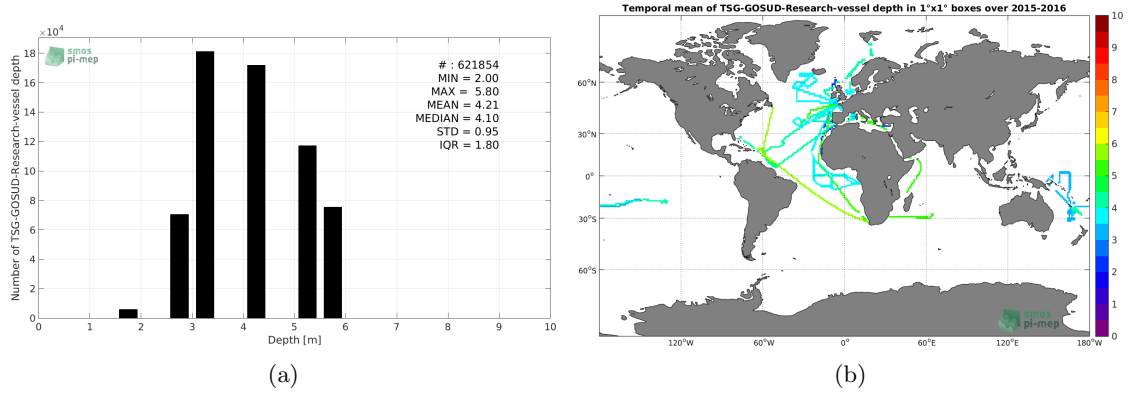 ×10⁴
smos
pi-mep
# : 621854
MIN = 2.00
MAX = 5.80
MEAN = 4.21
MEDIAN = 4.10
STD = 0.95
IQR = 1.80
Number of TSG-GOSUD-Research-vessel depth
18
16
14
12
10
8
6
4
2
0
0 1 2 3 4 5 6 7 8 9 10
Depth [m]
(a)
Temporal mean of TSG-GOSUD-Research-vessel depth in 1°x1° boxes over 2015-2016
60°N
30°N
0°
30°S
60°S
120°W 60°W 0° 60°E 120°E 180°W
smos
pi-mep
10
9
8
7
6
5
4
3
2
1
0
(b)